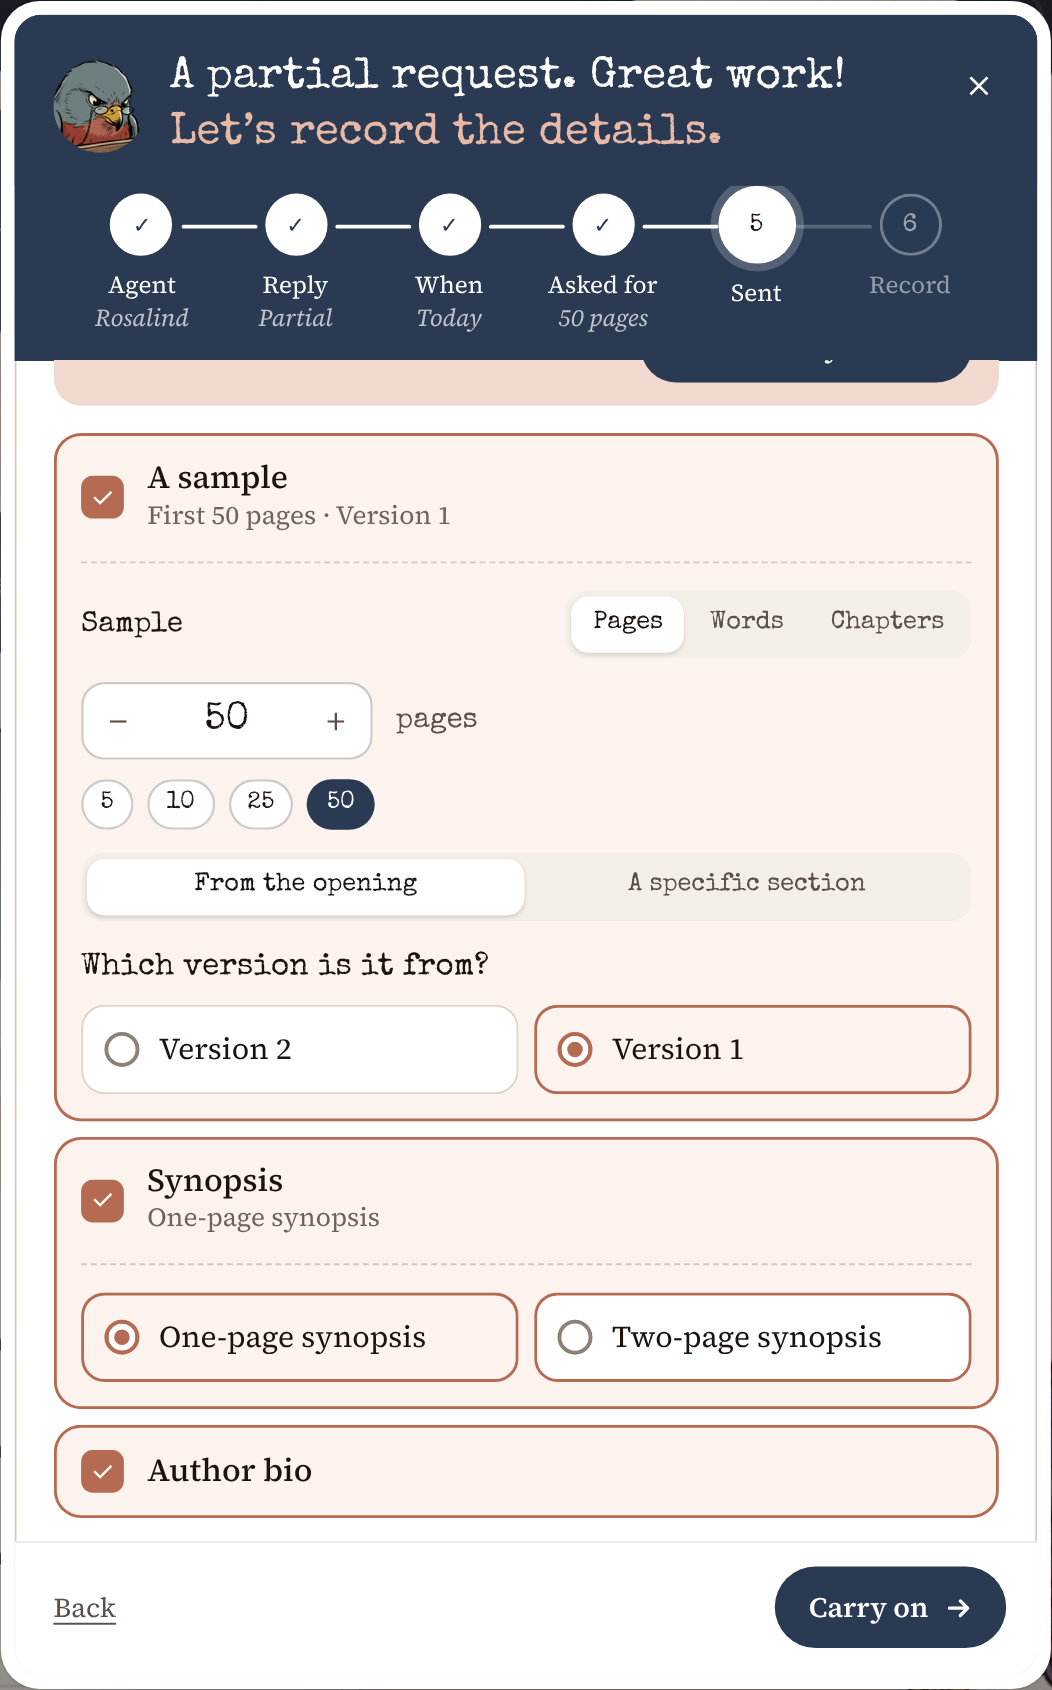 A partial request. Great work!
Let's record the details.
✓ ✓ ✓ ✓ 5 6
Agent Reply When Asked for Sent Record
Rosalind Partial Today 50 pages
A sample
First 50 pages · Version 1
Sample Pages Words Chapters
− 50 + pages
5 10 25 50
From the opening A specific section
Which version is it from?
Version 2 Version 1
Synopsis
One-page synopsis
One-page synopsis Two-page synopsis
Author bio
Back Carry on →